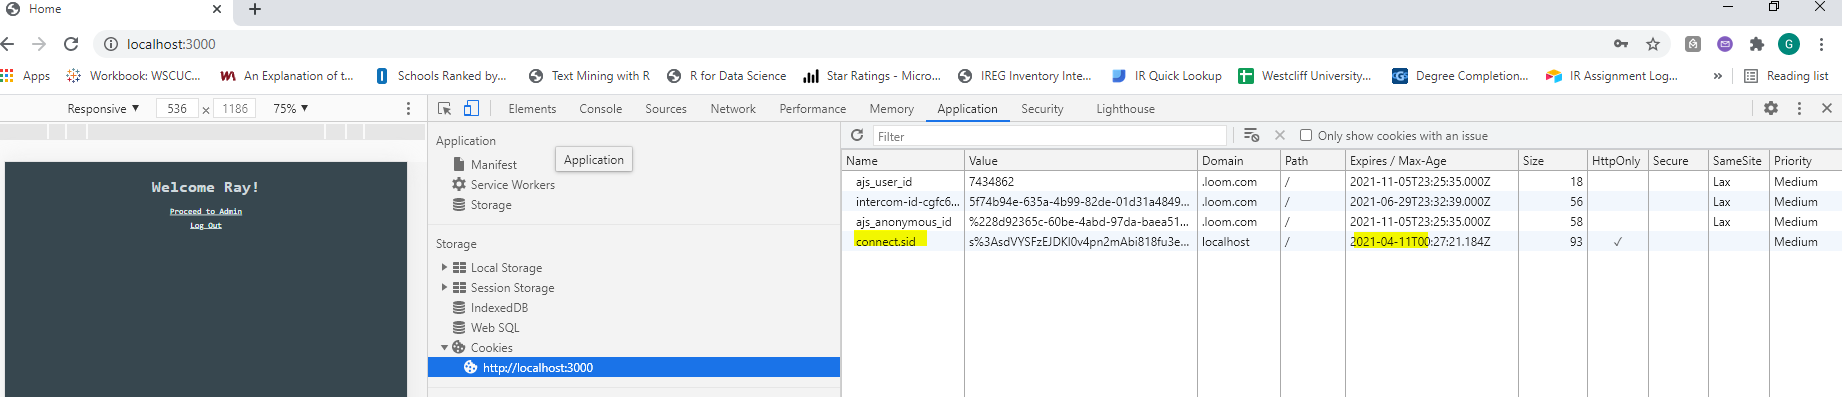 Home
localhost:3000
G
Apps Workbook: WSCUC... An Explanation of t... Schools Ranked by... Text Mining with R R for Data Science Star Ratings - Micro... IREG Inventory Inte... IR Quick Lookup Westcliff University... Degree Completion... IR Assignment Log... » Reading list
Responsive 536 × 1186 75% Elements Console Sources Network Performance Memory Application Security Lighthouse
Application
Manifest
Service Workers
Storage
Application
Storage
Local Storage
Session Storage
IndexedDB
Web SQL
Cookies
http://localhost:3000
Filter Only show cookies with an issue
Name Value Domain Path Expires / Max-Age Size HttpOnly Secure SameSite Priority
ajs_user_id 7434862 .loom.com / 2021-11-05T23:25:35.000Z 18 Lax Medium
intercom-id-cgfc6... 5f74b94e-635a-4b99-82de-01d31a4849... .loom.com / 2021-06-29T23:32:39.000Z 56 Lax Medium
ajs_anonymous_id %228d92365c-60be-4abd-97da-baea51... .loom.com / 2021-11-05T23:25:35.000Z 58 Lax Medium
connect.sid s%3AsdVYSFzEJDKl0v4pn2mAbi818fu3e... localhost / 2021-04-11T00:27:21.184Z 93 ✓ Medium
Welcome Ray!
Proceed to Admin
Log Out